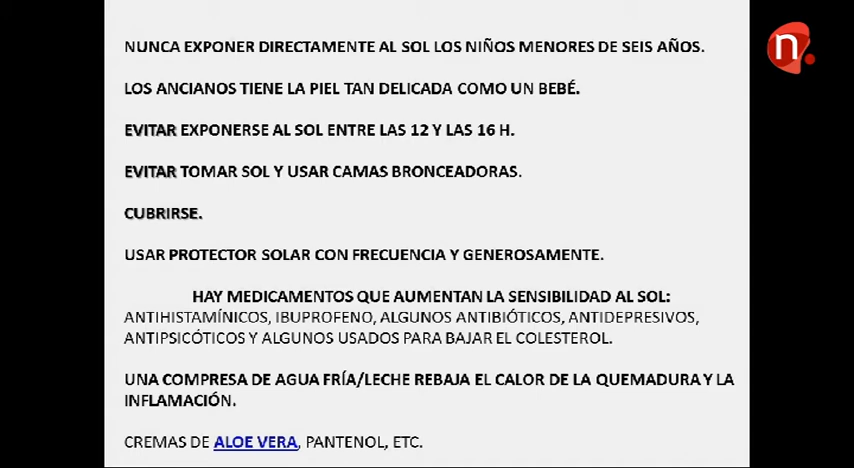 NUNCA EXPONER DIRECTAMENTE AL SOL LOS NIÑOS MENORES DE SEIS AÑOS.
n.
LOS ANCIANOS TIENE LA PIEL TAN DELICADA COMO UN BEBÉ.
EVITAR EXPONERSE AL SOL ENTRE LAS 12 Y LAS 16 H.
EVITAR TOMAR SOL Y USAR CAMAS BRONCEADORAS.
CUBRIRSE.
USAR PROTECTOR SOLAR CON FRECUENCIA Y GENEROSAMENTE.
HAY MEDICAMENTOS QUE AUMENTAN LA SENSIBILIDAD AL SOL:
ANTIHISTAMÍNICOS, IBUPROFENO, ALGUNOS ANTIBIÓTICOS, ANTIDEPRESIVOS,
ANTIPSICÓTICOS Y ALGUNOS USADOS PARA BAJAR EL COLESTEROL.
UNA COMPRESA DE AGUA FRÍA/LECHE REBAJA EL CALOR DE LA QUEMADURA Y LA
INFLAMACIÓN.
CREMAS DE ALOE VERA, PANTENOL, ETC.